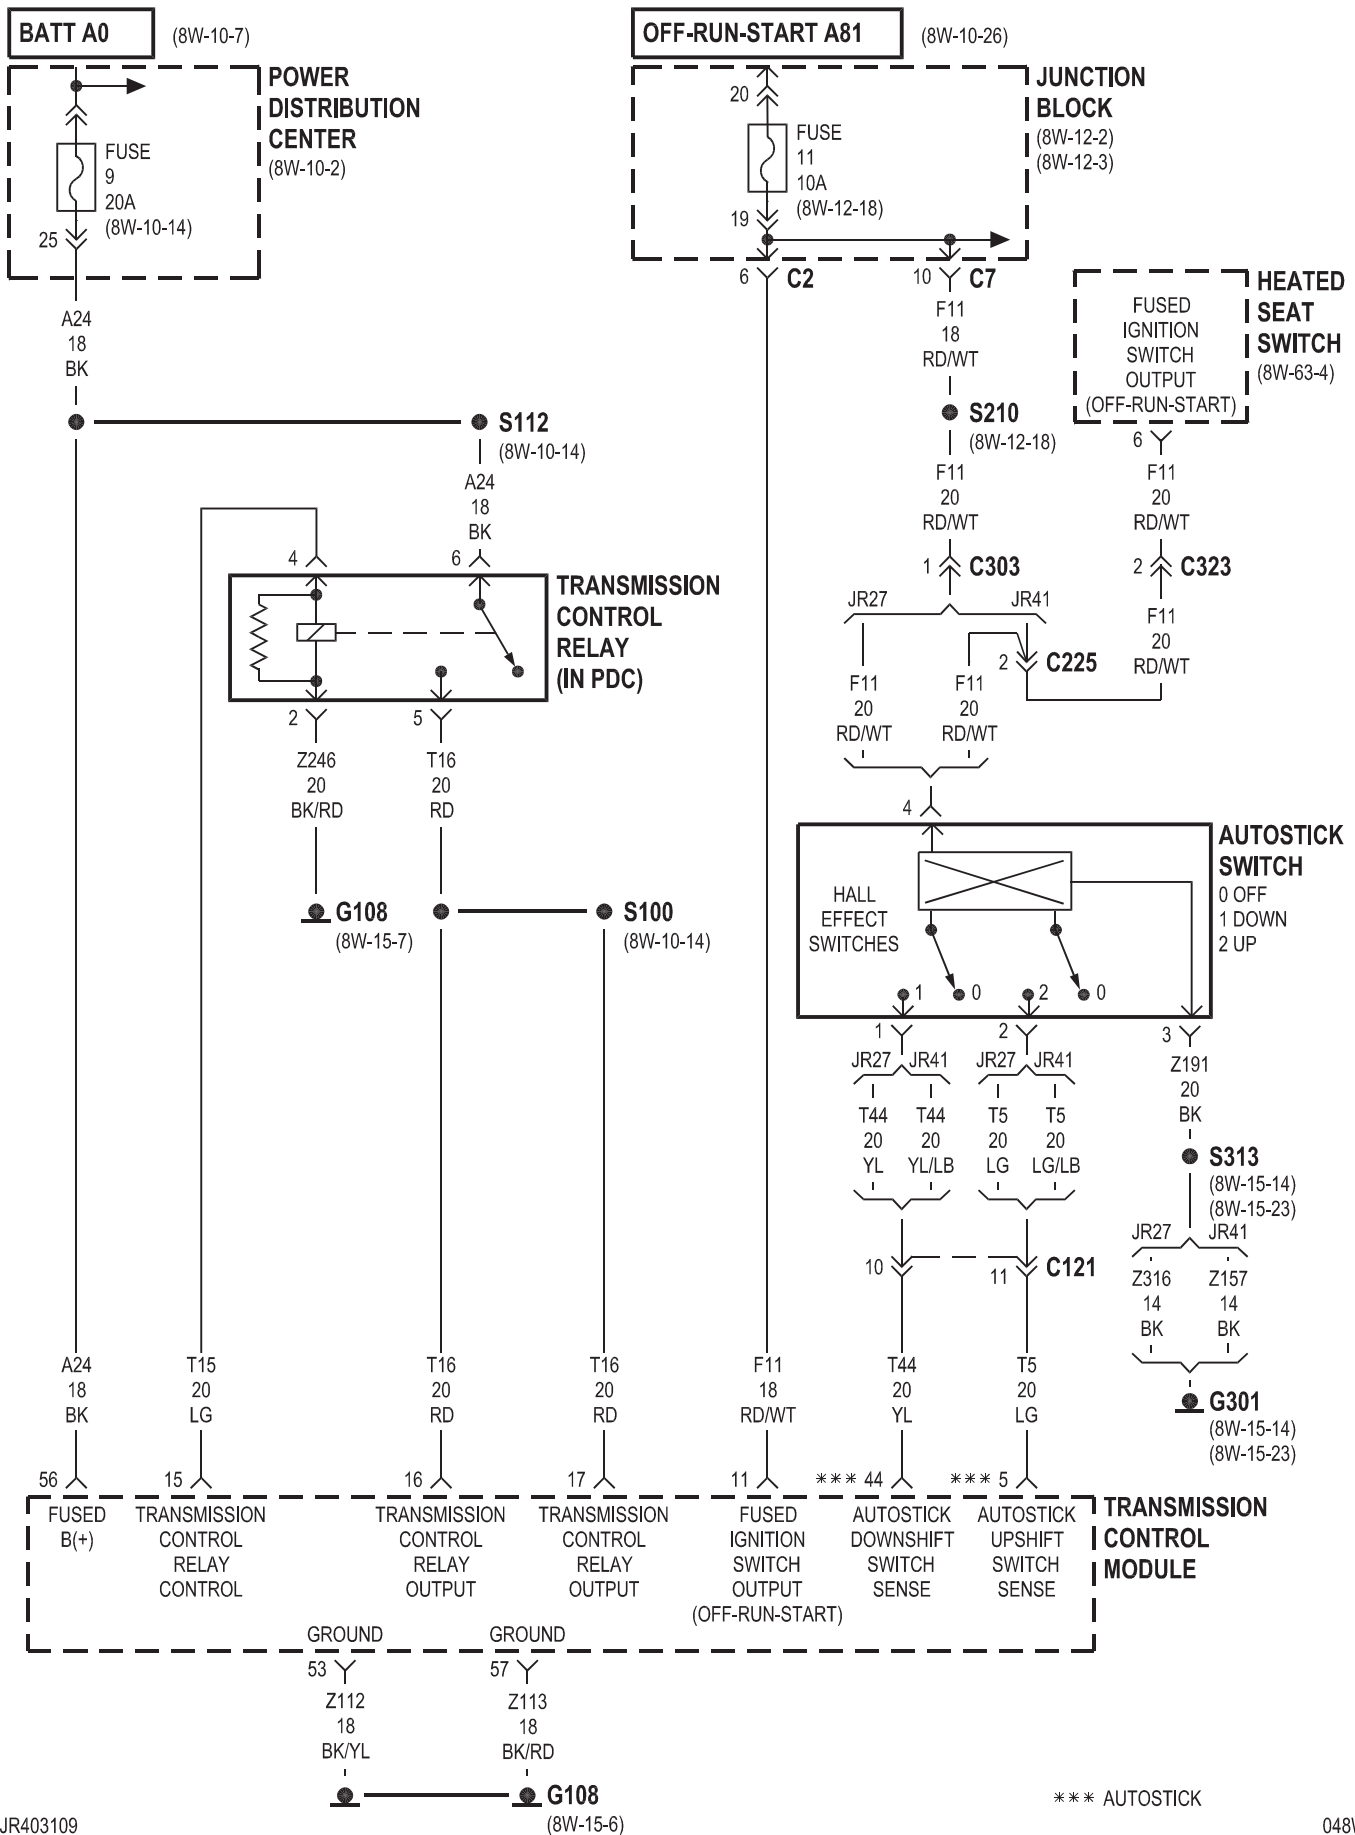 BATT A0 (8W-10-7)
OFF-RUN-START A81 (8W-10-26)
POWER
DISTRIBUTION
CENTER
(8W-10-2)
FUSE
9
20A
(8W-10-14)
25
20
FUSE
11
10A
(8W-12-18)
19
JUNCTION
BLOCK
(8W-12-2)
(8W-12-3)
6 C2
10 C7
A24
18
BK
F11
18
RD/WT
FUSED
IGNITION
SWITCH
OUTPUT
(OFF-RUN-START)
HEATED
SEAT
SWITCH
(8W-63-4)
S112
(8W-10-14)
S210
(8W-12-18)
6
A24
18
BK
F11
20
RD/WT
F11
20
RD/WT
4
6
1 C303
2 C323
TRANSMISSION
CONTROL
RELAY
(IN PDC)
JR27 JR41
2 C225
F11
20
RD/WT
F11
20
RD/WT
F11
20
RD/WT
2
5
Z246
20
BK/RD
T16
20
RD
4
AUTOSTICK
SWITCH
0 OFF
1 DOWN
2 UP
HALL
EFFECT
SWITCHES
1 0 2 0
G108
(8W-15-7)
S100
(8W-10-14)
1
2
3
JR27 JR41
JR27 JR41
T44
20
YL
T44
20
YL/LB
T5
20
LG
T5
20
LG/LB
Z191
20
BK
S313
(8W-15-14)
(8W-15-23)
JR27 JR41
10
11 C121
Z316
14
BK
Z157
14
BK
G301
(8W-15-14)
(8W-15-23)
A24
18
BK
T15
20
LG
T16
20
RD
T16
20
RD
F11
18
RD/WT
T44
20
YL
T5
20
LG
56
15
16
17
11
*** 44
*** 5
FUSED
B(+)
TRANSMISSION
CONTROL
RELAY
CONTROL
TRANSMISSION
CONTROL
RELAY
OUTPUT
TRANSMISSION
CONTROL
RELAY
OUTPUT
FUSED
IGNITION
SWITCH
OUTPUT
(OFF-RUN-START)
AUTOSTICK
DOWNSHIFT
SWITCH
SENSE
AUTOSTICK
UPSHIFT
SWITCH
SENSE
TRANSMISSION
CONTROL
MODULE
GROUND
GROUND
53
57
Z112
18
BK/YL
Z113
18
BK/RD
G108
(8W-15-6)
*** AUTOSTICK
JR403109
048W